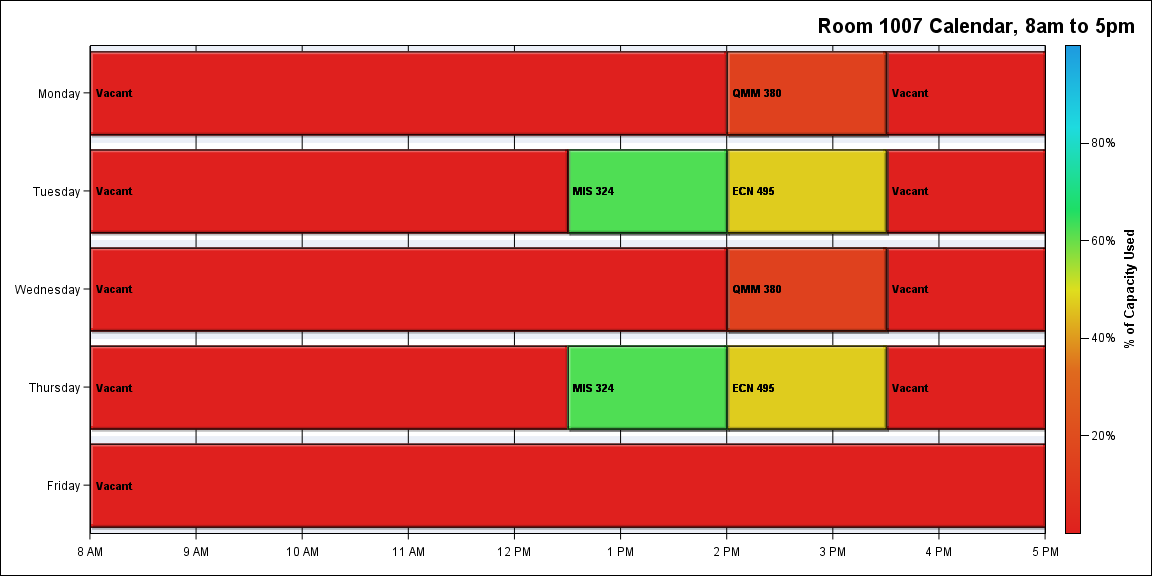 Room 1007 Calendar, 8am to 5pm
Monday
Vacant
QMM 380
Vacant
Tuesday
Vacant
MIS 324
ECN 495
Vacant
Wednesday
Vacant
QMM 380
Vacant
Thursday
Vacant
MIS 324
ECN 495
Vacant
Friday
Vacant
8 AM 9 AM 10 AM 11 AM 12 PM 1 PM 2 PM 3 PM 4 PM 5 PM
80%
60%
40%
20%
% of Capacity Used